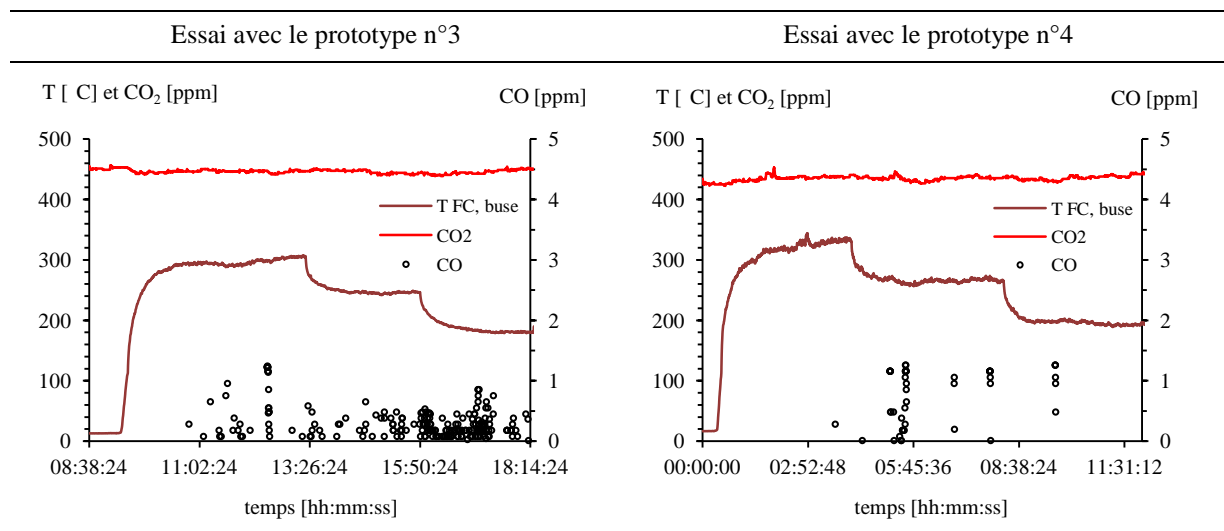 Essai avec le prototype n°3
Essai avec le prototype n°4
T [ C] et CO₂ [ppm]
CO [ppm]
500
400
300
200
100
0
5
4
3
2
1
0
T FC, buse
CO2
CO
08:38:24
11:02:24
13:26:24
15:50:24
18:14:24
temps [hh:mm:ss]
T [ C] et CO₂ [ppm]
CO [ppm]
500
400
300
200
100
0
5
4
3
2
1
0
T FC, buse
CO2
CO
00:00:00
02:52:48
05:45:36
08:38:24
11:31:12
temps [hh:mm:ss]